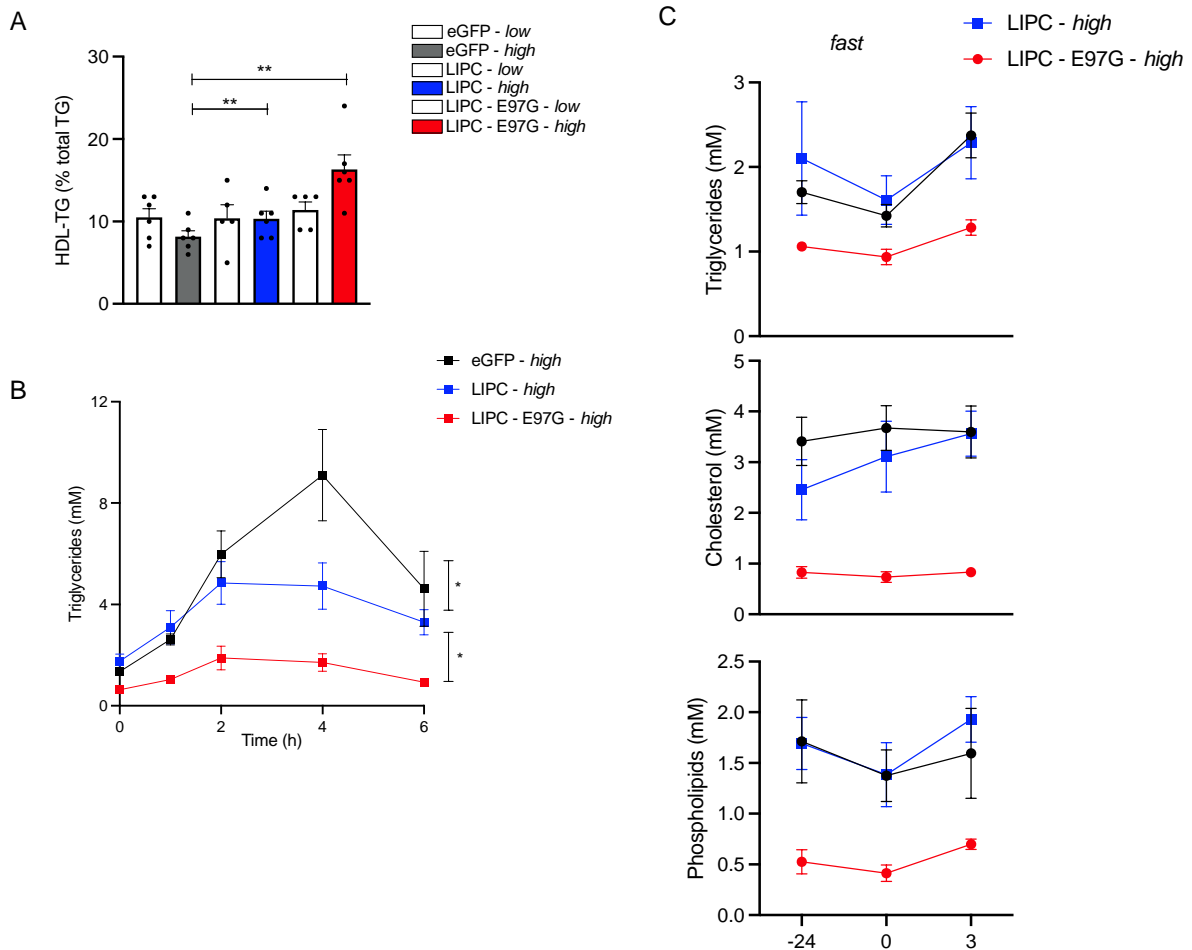 A
eGFP - low
eGFP - high
LIPC - low
LIPC - high
LIPC - E97G - low
LIPC - E97G - high
HDL-TG (% total TG)
30
20
10
0
**
**
B
eGFP - high
LIPC - high
LIPC - E97G - high
Triglycerides (mM)
12
8
4
0
0 2 4 6
Time (h)
*
*
C
LIPC - high
LIPC - E97G - high
fast
Triglycerides (mM)
3
2
1
0
Cholesterol (mM)
5
4
3
2
1
0
Phospholipids (mM)
2.5
2.0
1.5
1.0
0.5
0.0
-24 0 3